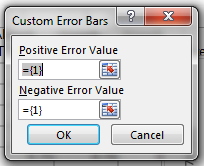 Custom Error Bars
Positive Error Value
={1}
Negative Error Value
={1}
OK Cancel